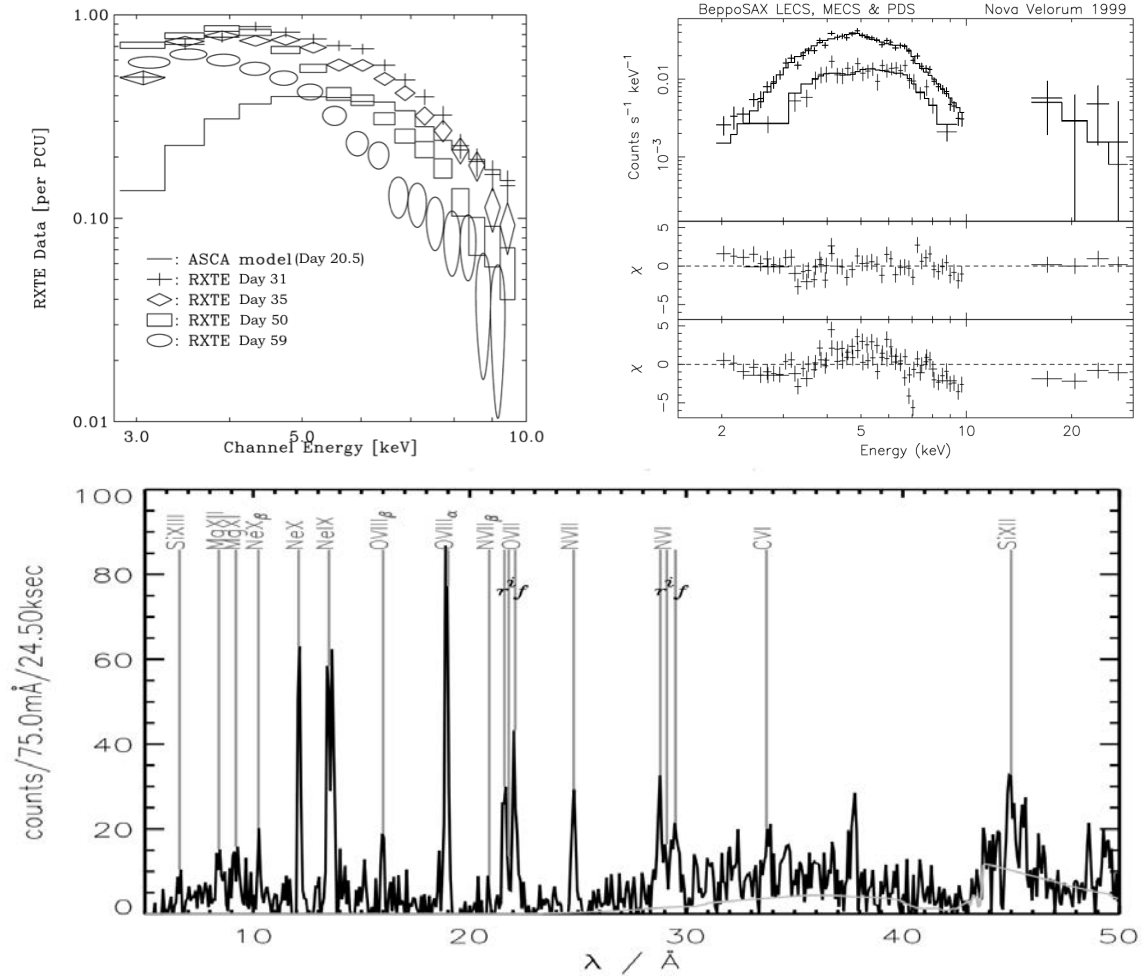 1.00
0.10
0.01
RXTE Data [per PCU]
— : ASCA model (Day 20.5)
+ : RXTE Day 31
◇ : RXTE Day 35
□ : RXTE Day 50
○ : RXTE Day 59
3.0 5.0 10.0
Channel Energy [keV]
BeppoSAX LECS, MECS & PDS Nova Velorum 1999
Counts s⁻¹ keV⁻¹
0.01
10⁻³
χ
5
0
-5
χ
5
0
-5
2 5 10 20
Energy (keV)
counts/75.0mÅ/24.50ksec
100
80
60
40
20
0
SiXIII
MgXII
MgXI
NeXβ
NeX
NeIX
OVIIIβ
OVIIIα
NVIIβ
OVII
r i f
NVII
NVI
r i f
CVI
SiXII
10 20 30 40 50
λ / Å